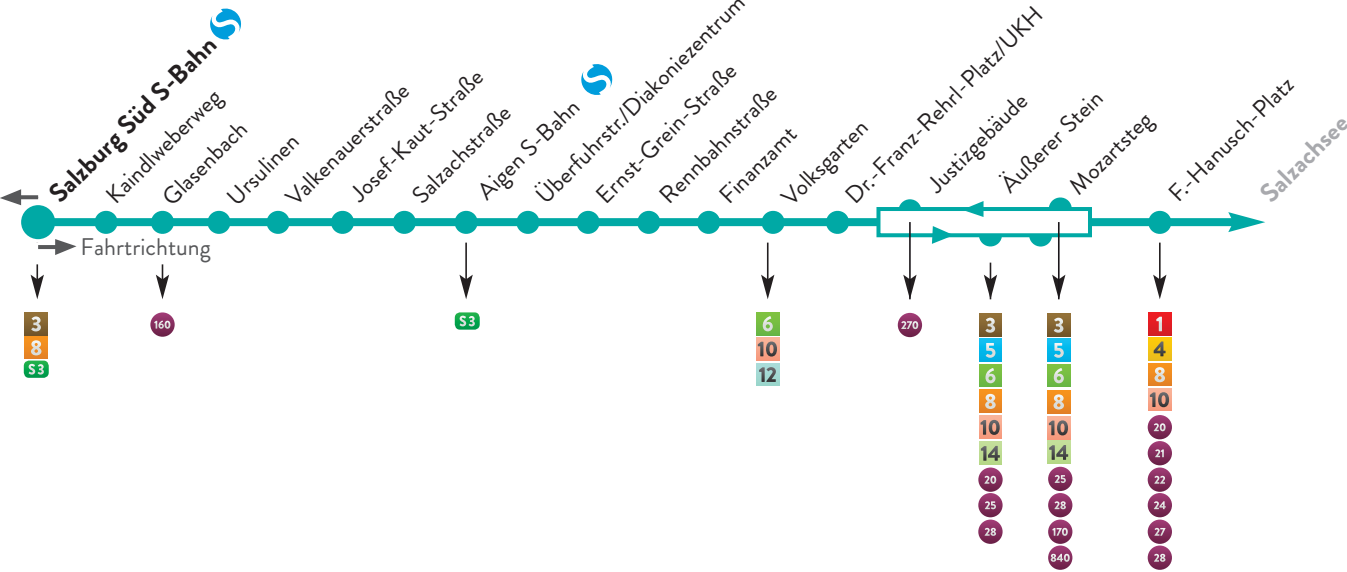 Salzburg Süd S-Bahn
Kaindlweberweg
Glasenbach
Ursulinen
Valkenauerstraße
Josef-Kaut-Straße
Salzachstraße
Aigen S-Bahn
Überfuhrstr./Diakoniezentrum
Ernst-Grein-Straße
Rennbahnstraße
Finanzamt
Volksgarten
Dr.-Franz-Rehrl-Platz/UKH
Justizgebäude
Äußerer Stein
Mozartsteg
F.-Hanusch-Platz
Salzachsee
Fahrtrichtung
3
8
S3
160
S3
6
10
12
270
3
5
6
8
10
14
20
25
28
3
5
6
8
10
14
25
28
170
840
1
4
8
10
20
21
22
24
27
28